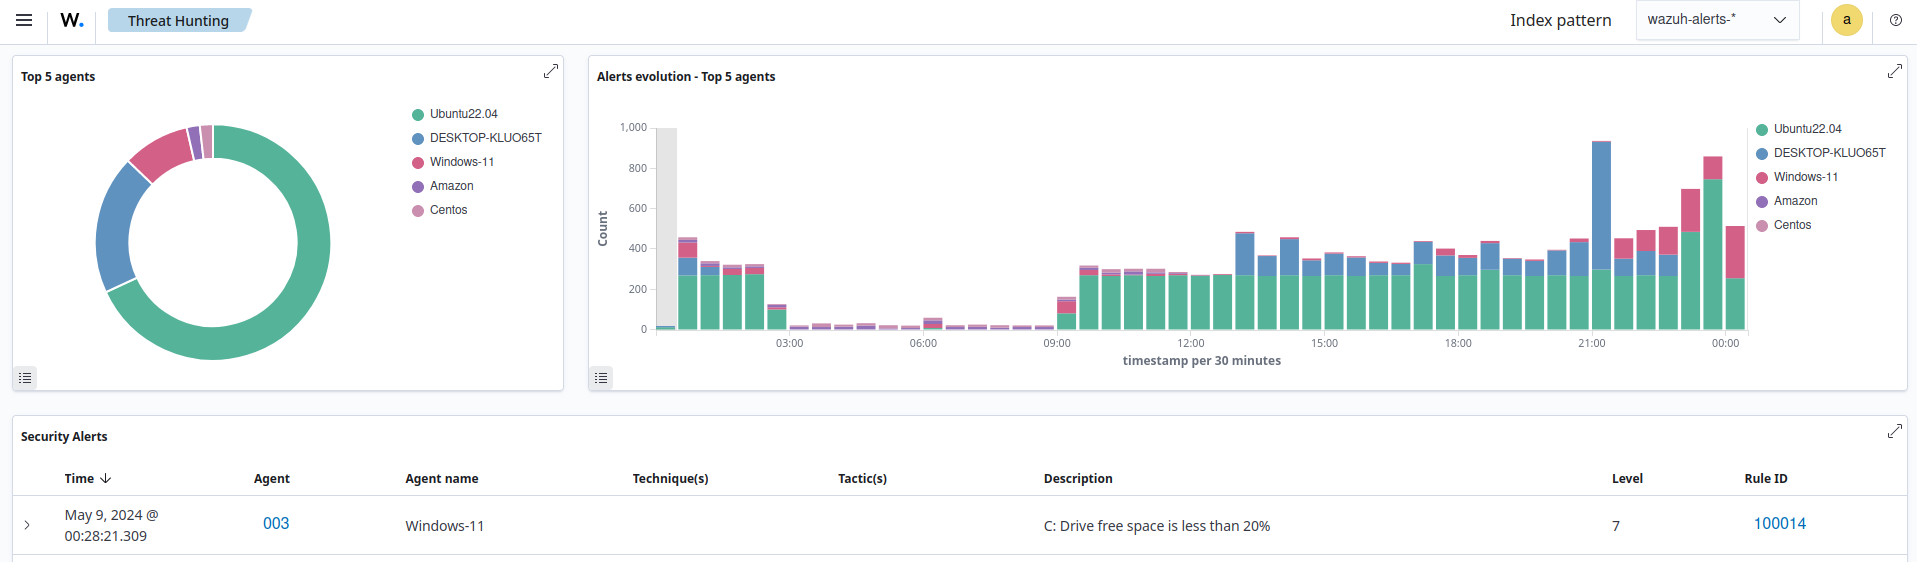 W.
Threat Hunting
Index pattern
wazuh-alerts-*
a
Top 5 agents
Ubuntu22.04
DESKTOP-KLUO65T
Windows-11
Amazon
Centos
Alerts evolution - Top 5 agents
Count
1,000
800
600
400
200
0
03:00
06:00
09:00
12:00
15:00
18:00
21:00
00:00
timestamp per 30 minutes
Ubuntu22.04
DESKTOP-KLUO65T
Windows-11
Amazon
Centos
Security Alerts
Time Agent Agent name Technique(s) Tactic(s) Description Level Rule ID
May 9, 2024 @
00:28:21.309
003
Windows-11
C: Drive free space is less than 20%
7
100014